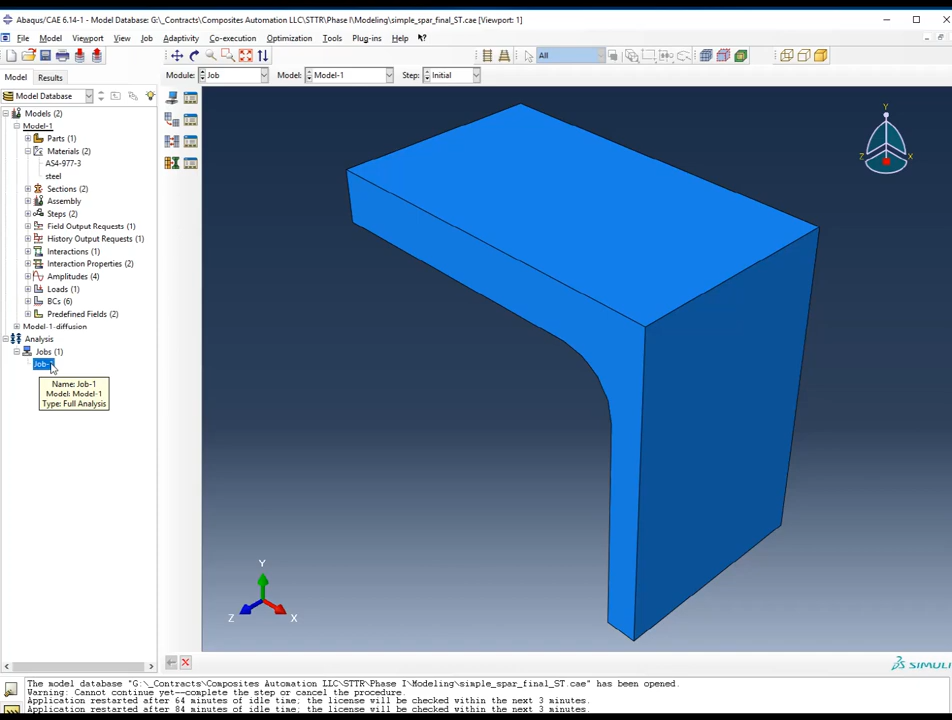 Abaqus/CAE 6.14-1 - Model Database: G:\_Contracts\Composites Automation LLC\STTR\Phase I\Modeling\simple_spar_final_ST.cae [Viewport: 1]
File Model Viewport View Job Adaptivity Co-execution Optimization Tools Plug-ins Help
All
Model Results Module: Job Model: Model-1 Step: Initial
Model Database
Models (2)
Model-1
Parts (1)
Materials (2)
AS4-977-3
steel
Sections (2)
Assembly
Steps (2)
Field Output Requests (1)
History Output Requests (1)
Interactions (1)
Interaction Properties (2)
Amplitudes (4)
Loads (1)
BCs (6)
Predefined Fields (2)
Model-1-diffusion
Analysis
Jobs (1)
Job-1
Name: Job-1
Model: Model-1
Type: Full Analysis
Y
Z X
Y
Z X
SIMULI
The model database "G:\_Contracts\Composites Automation LLC\STTR\Phase I\Modeling\simple_spar_final_ST.cae" has been opened.
Warning: Cannot continue yet--complete the step or cancel the procedure.
Application restarted after 64 minutes of idle time; the license will be checked within the next 3 minutes.
Application restarted after 84 minutes of idle time; the license will be checked within the next 3 minutes.